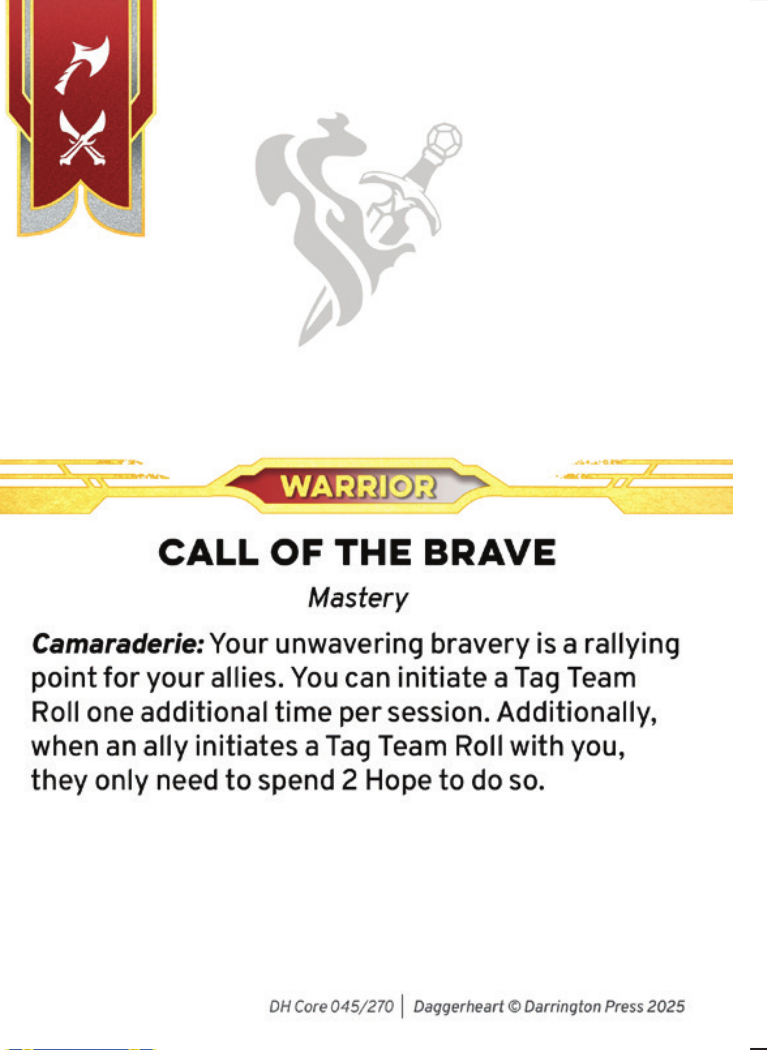 WARRIOR
CALL OF THE BRAVE
Mastery
Camaraderie: Your unwavering bravery is a rallying
point for your allies. You can initiate a Tag Team
Roll one additional time per session. Additionally,
when an ally initiates a Tag Team Roll with you,
they only need to spend 2 Hope to do so.
DH Core 045/270 | Daggerheart © Darrington Press 2025